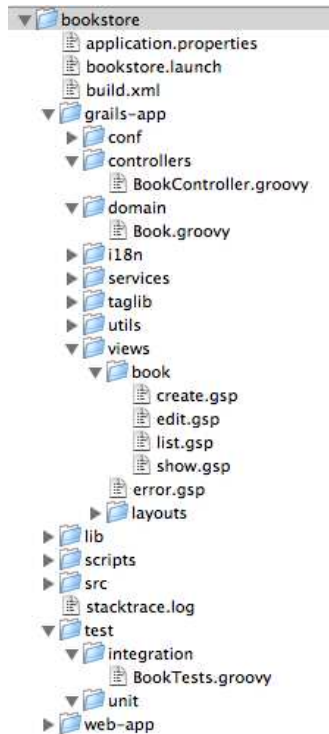 bookstore
application.properties
bookstore.launch
build.xml
grails-app
conf
controllers
BookController.groovy
domain
Book.groovy
i18n
services
taglib
utils
views
book
create.gsp
edit.gsp
list.gsp
show.gsp
error.gsp
layouts
lib
scripts
src
stacktrace.log
test
integration
BookTests.groovy
unit
web-app